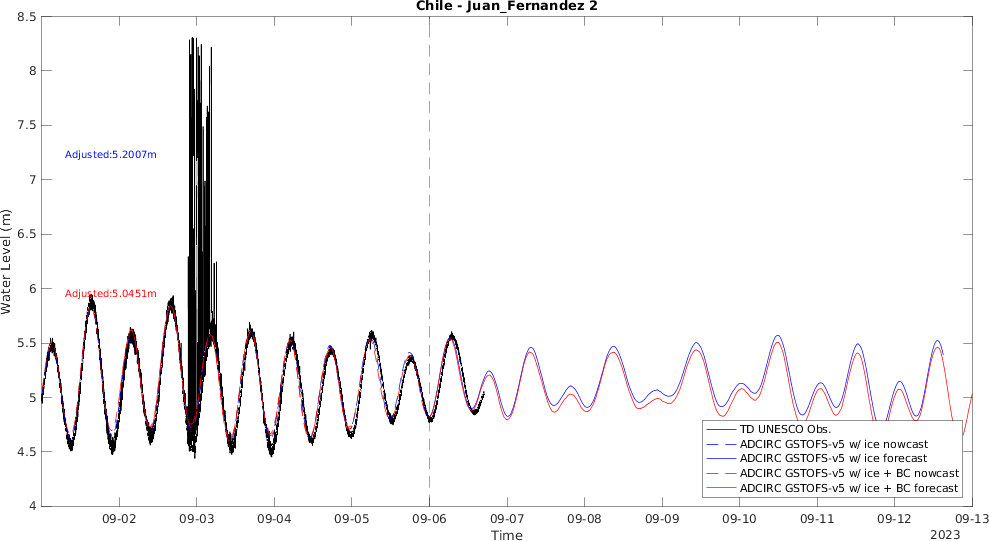 Chile - Juan_Fernandez 2
Water Level (m)
8.5
8
7.5
7
6.5
6
5.5
5
4.5
4
Adjusted:5.2007m
Adjusted:5.0451m
TD UNESCO Obs.
ADCIRC GSTOFS-v5 w/ ice nowcast
ADCIRC GSTOFS-v5 w/ ice forecast
ADCIRC GSTOFS-v5 w/ ice + BC nowcast
ADCIRC GSTOFS-v5 w/ ice + BC forecast
09-02 09-03 09-04 09-05 09-06 09-07 09-08 09-09 09-10 09-11 09-12 09-13
Time
2023